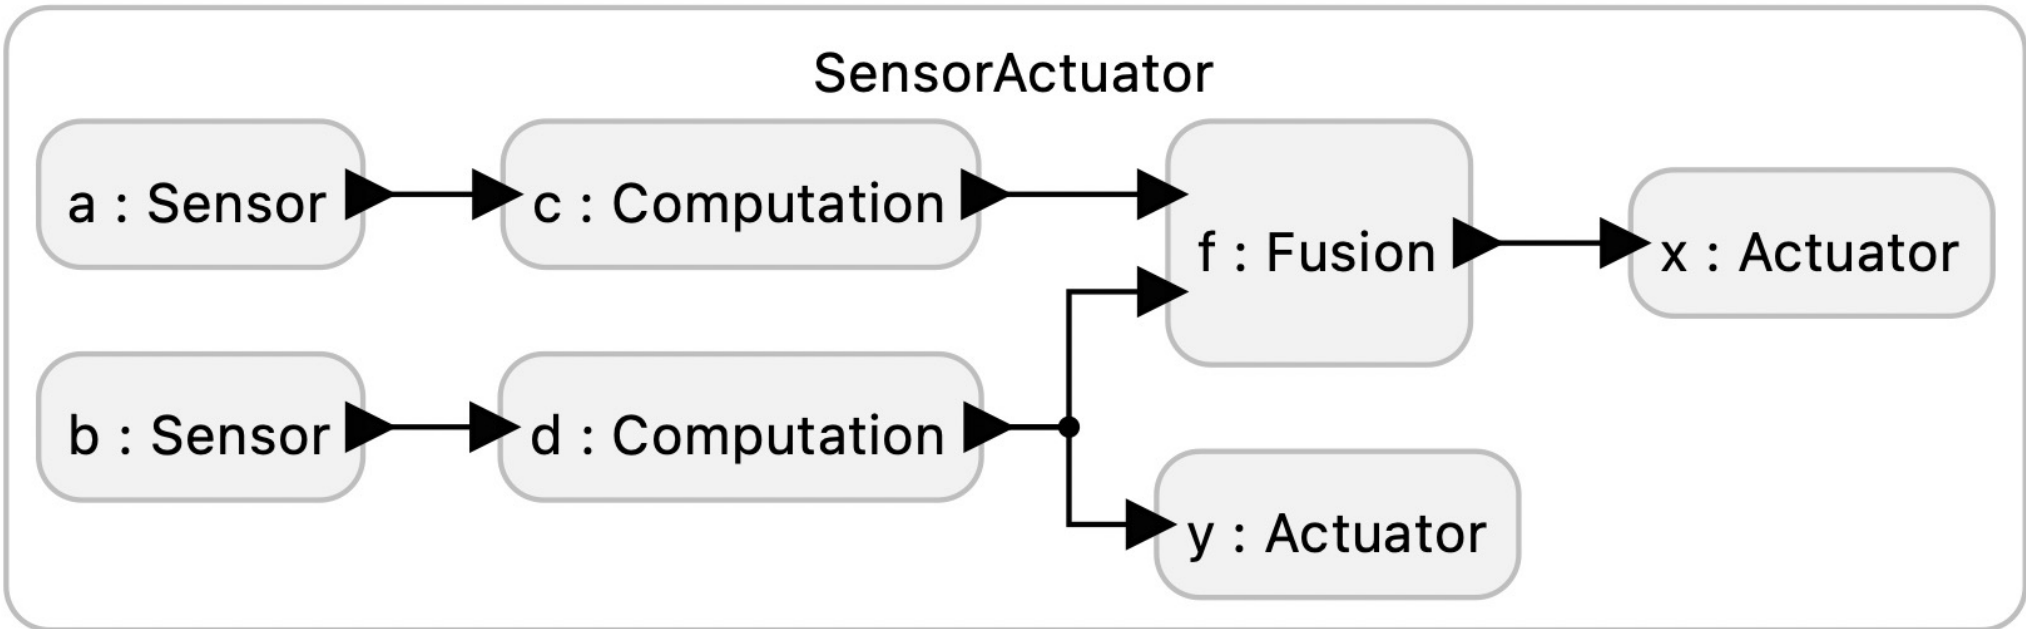 SensorActuator
a : Sensor
c : Computation
f : Fusion
x : Actuator
b : Sensor
d : Computation
y : Actuator